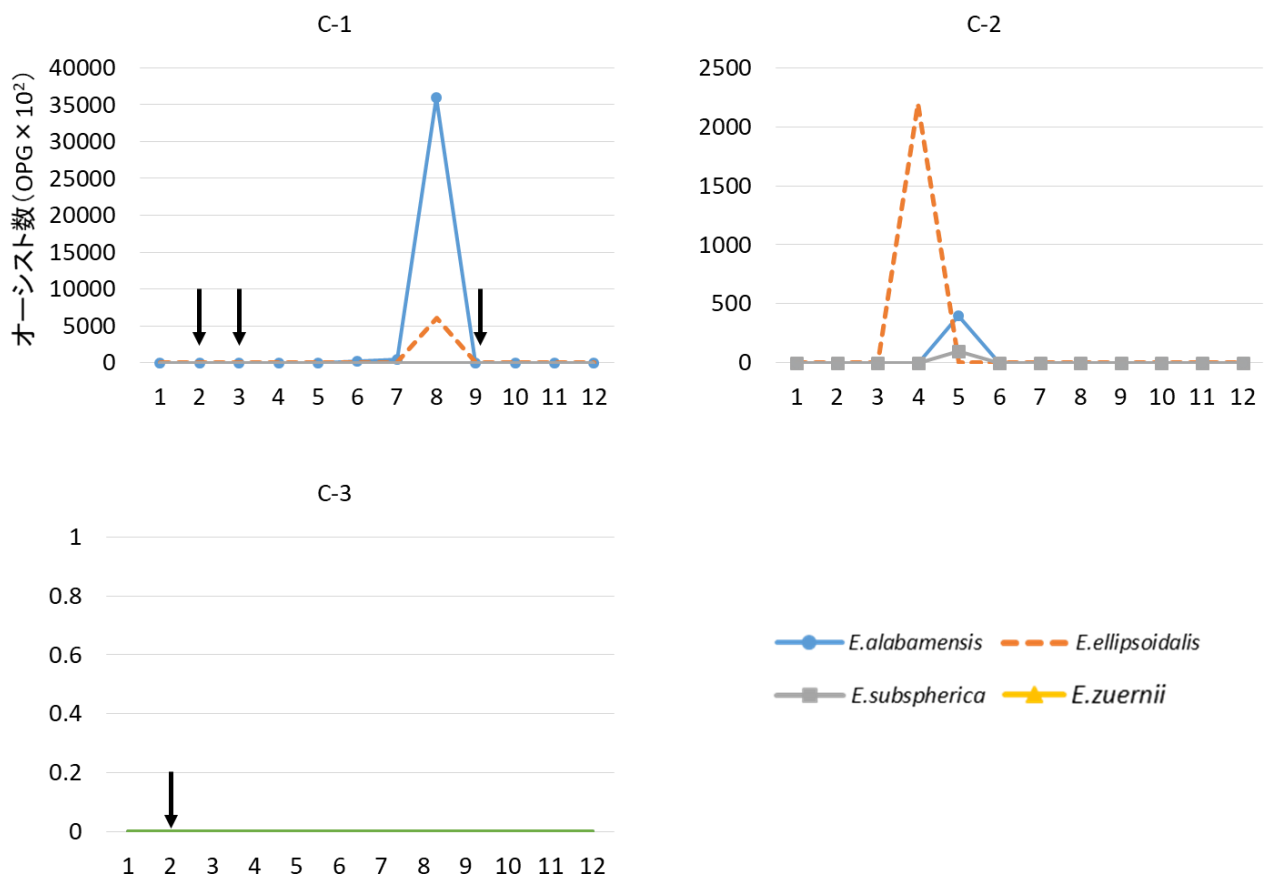 C-1
オーシスト数(OPG × 10²)
40000
35000
30000
25000
20000
15000
10000
5000
0
1 2 3 4 5 6 7 8 9 10 11 12
C-2
2500
2000
1500
1000
500
0
1 2 3 4 5 6 7 8 9 10 11 12
C-3
1
0.8
0.6
0.4
0.2
0
1 2 3 4 5 6 7 8 9 10 11 12
E.alabamensis E.ellipsoidalis
E.subspherica E.zuernii